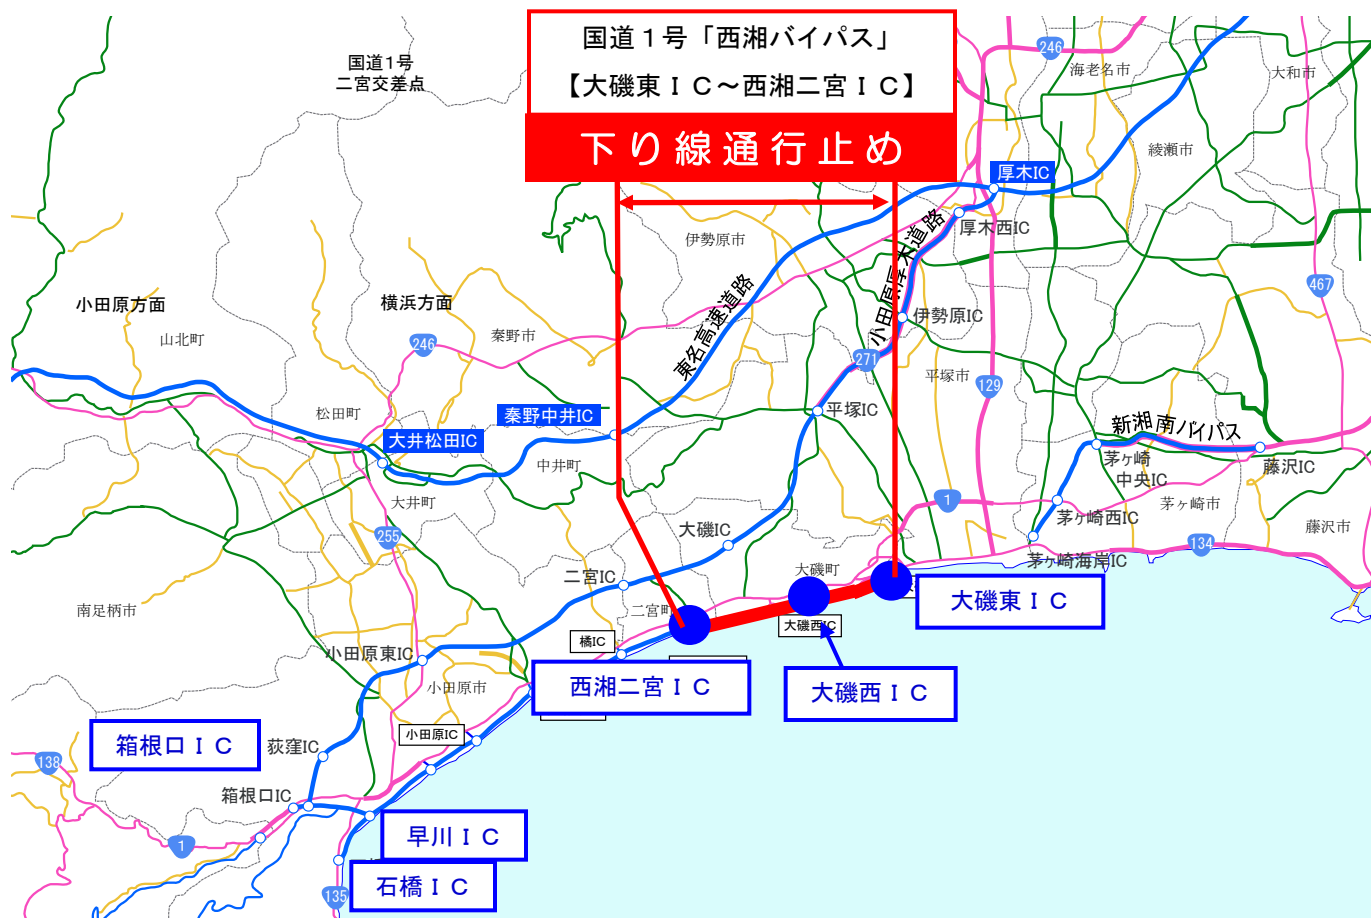 国道１号「西湘バイパス」
【大磯東ＩＣ～西湘二宮ＩＣ】
下り線通行止め
国道1号
二宮交差点
246
海老名市
大和市
綾瀬市
厚木IC
厚木西IC
伊勢原市
小田原厚木道路
東名高速道路
467
小田原方面
横浜方面
伊勢原IC
山北町
246
秦野市
271
平塚市
129
松田町
秦野中井IC
平塚IC
大井松田IC
新湘南バイパス
中井町
茅ヶ崎
中央IC
藤沢IC
大井町
1
茅ヶ崎西IC
茅ヶ崎市
藤沢市
255
大磯IC
134
茅ヶ崎海岸IC
大磯町
二宮IC
大磯東ＩＣ
南足柄市
二宮町
大磯西IC
橘IC
小田原東IC
小田原市
西湘二宮ＩＣ
大磯西ＩＣ
小田原IC
箱根口ＩＣ
荻窪IC
138
箱根口IC
早川ＩＣ
1
石橋ＩＣ
135